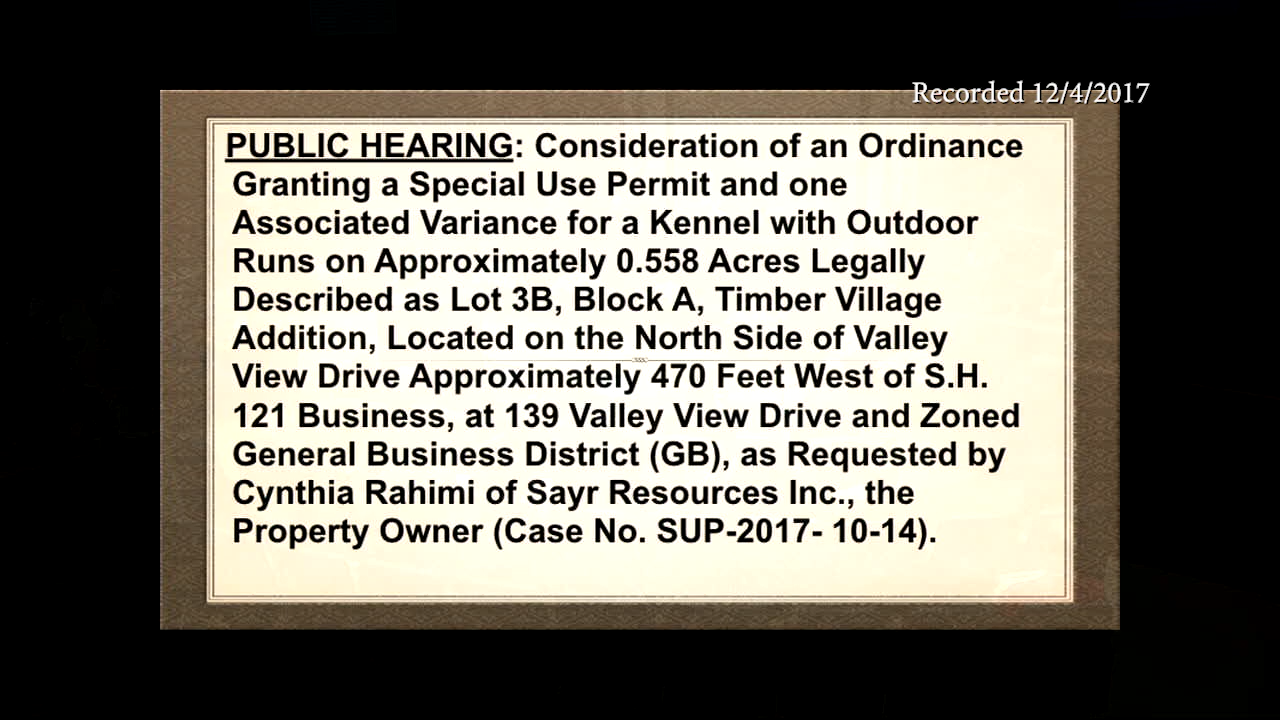 Recorded 12/4/2017
PUBLIC HEARING: Consideration of an Ordinance
Granting a Special Use Permit and one
Associated Variance for a Kennel with Outdoor
Runs on Approximately 0.558 Acres Legally
Described as Lot 3B, Block A, Timber Village
Addition, Located on the North Side of Valley
View Drive Approximately 470 Feet West of S.H.
121 Business, at 139 Valley View Drive and Zoned
General Business District (GB), as Requested by
Cynthia Rahimi of Sayr Resources Inc., the
Property Owner (Case No. SUP-2017- 10-14).